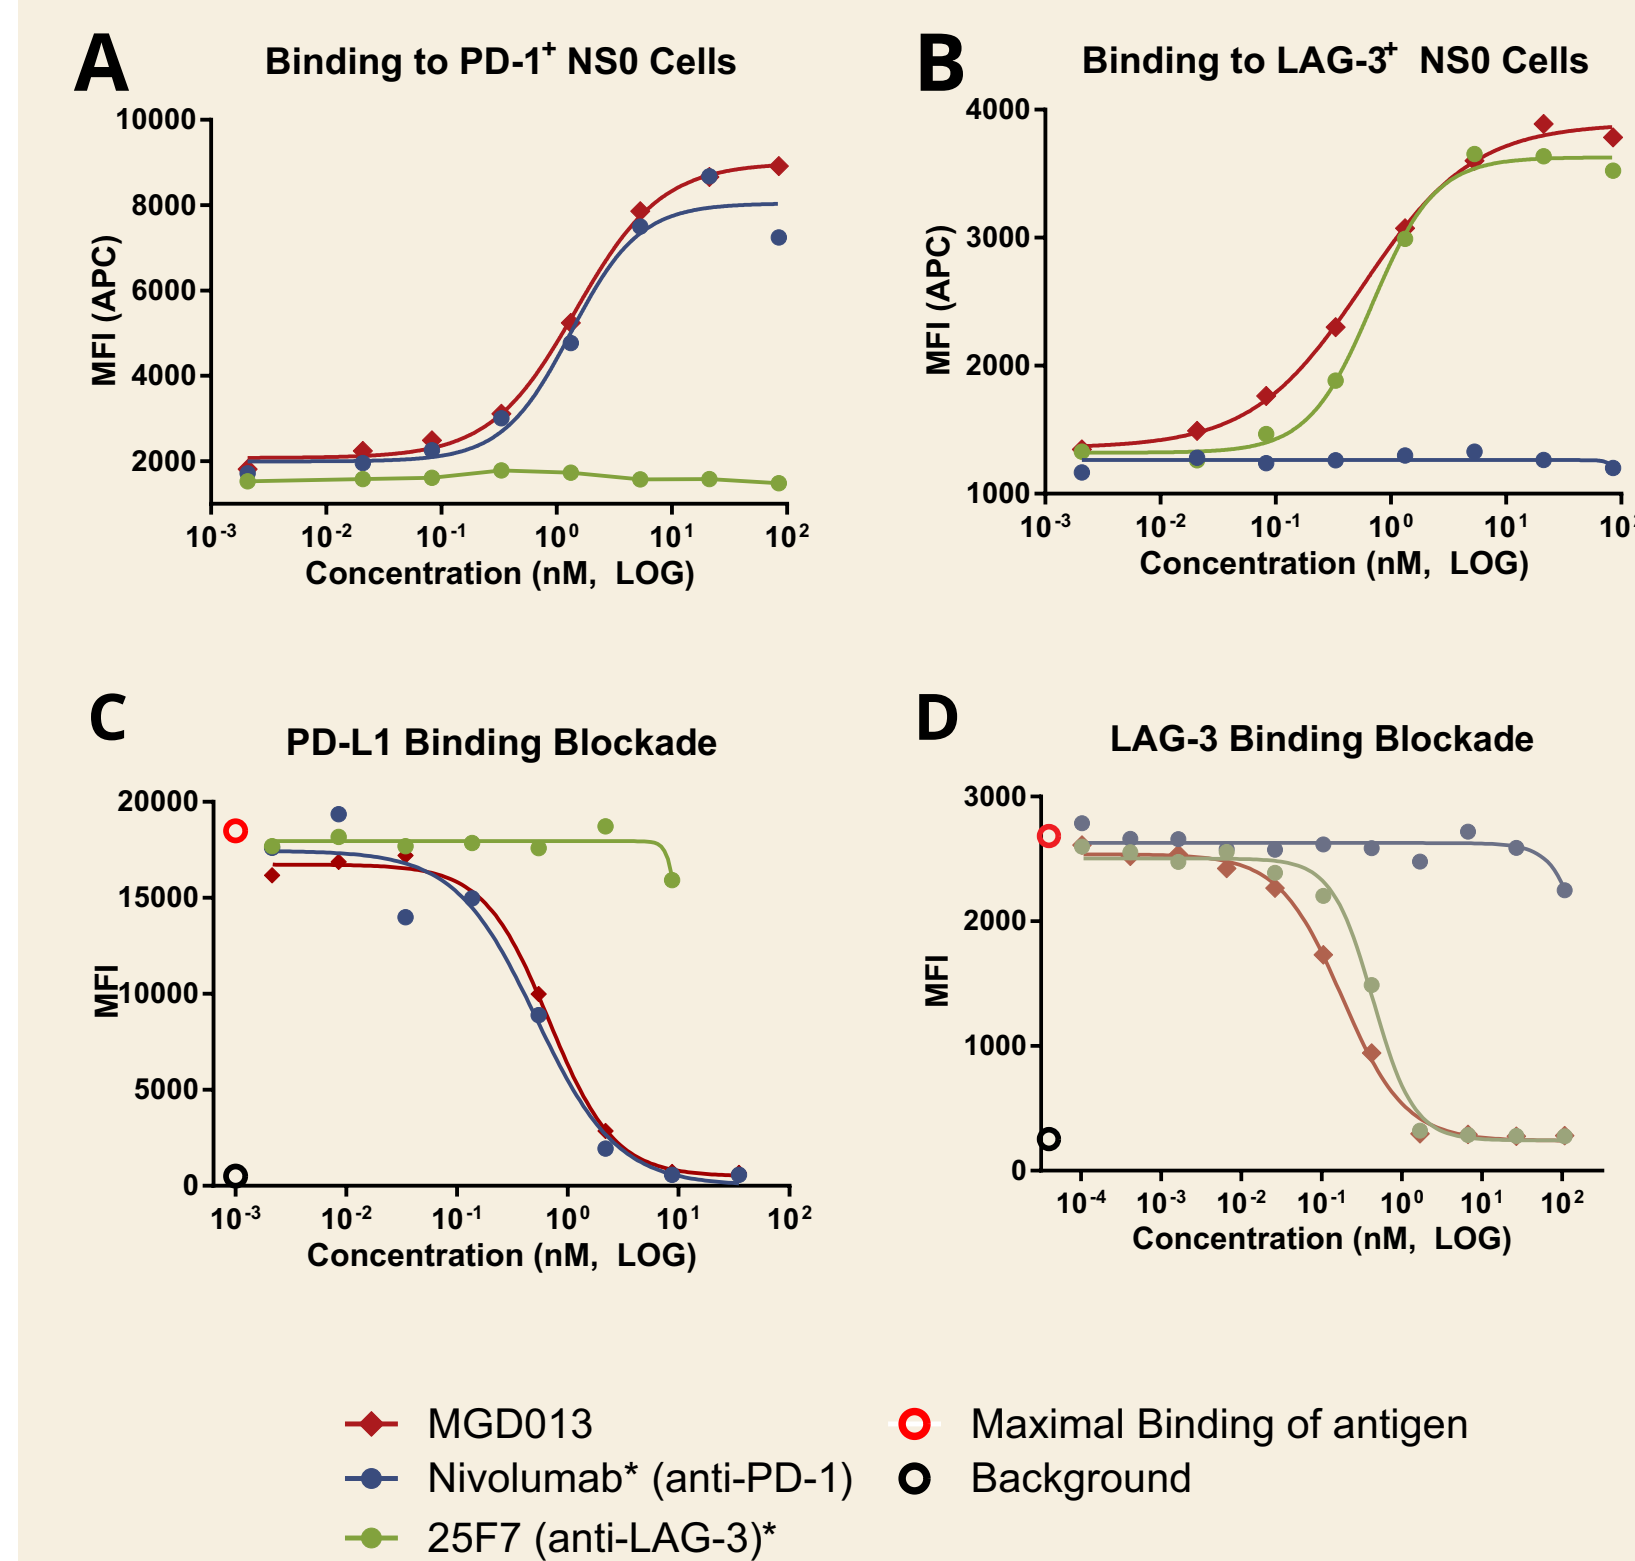 A
Binding to PD-1⁺ NS0 Cells
10000
8000
6000
4000
2000
MFI (APC)
10⁻³ 10⁻² 10⁻¹ 10⁰ 10¹ 10²
Concentration (nM, LOG)
B
Binding to LAG-3⁺ NS0 Cells
4000
3000
2000
1000
MFI (APC)
10⁻³ 10⁻² 10⁻¹ 10⁰ 10¹ 10
Concentration (nM, LOG)
C
PD-L1 Binding Blockade
20000
15000
10000
5000
0
MFI
10⁻³ 10⁻² 10⁻¹ 10⁰ 10¹ 10²
Concentration (nM, LOG)
D
LAG-3 Binding Blockade
3000
2000
1000
0
MFI
10⁻⁴ 10⁻³ 10⁻² 10⁻¹ 10⁰ 10¹ 10²
Concentration (nM, LOG)
MGD013
Nivolumab* (anti-PD-1)
25F7 (anti-LAG-3)*
Maximal Binding of antigen
Background